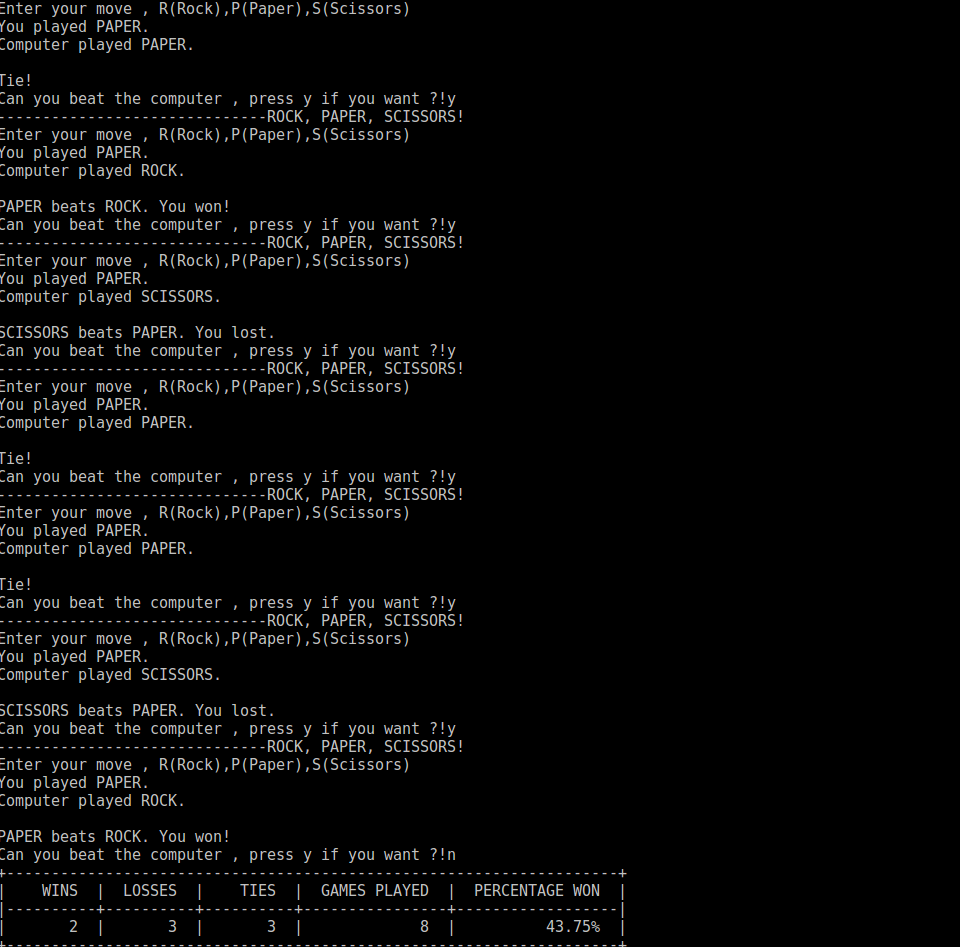 Enter your move , R(Rock),P(Paper),S(Scissors)
You played PAPER.
Computer played PAPER.
Tie!
Can you beat the computer , press y if you want ?!y
------------------------------ROCK, PAPER, SCISSORS!
Enter your move , R(Rock),P(Paper),S(Scissors)
You played PAPER.
Computer played ROCK.
PAPER beats ROCK. You won!
Can you beat the computer , press y if you want ?!y
------------------------------ROCK, PAPER, SCISSORS!
Enter your move , R(Rock),P(Paper),S(Scissors)
You played PAPER.
Computer played SCISSORS.
SCISSORS beats PAPER. You lost.
Can you beat the computer , press y if you want ?!y
------------------------------ROCK, PAPER, SCISSORS!
Enter your move , R(Rock),P(Paper),S(Scissors)
You played PAPER.
Computer played PAPER.
Tie!
Can you beat the computer , press y if you want ?!y
------------------------------ROCK, PAPER, SCISSORS!
Enter your move , R(Rock),P(Paper),S(Scissors)
You played PAPER.
Computer played PAPER.
Tie!
Can you beat the computer , press y if you want ?!y
------------------------------ROCK, PAPER, SCISSORS!
Enter your move , R(Rock),P(Paper),S(Scissors)
You played PAPER.
Computer played SCISSORS.
SCISSORS beats PAPER. You lost.
Can you beat the computer , press y if you want ?!y
------------------------------ROCK, PAPER, SCISSORS!
Enter your move , R(Rock),P(Paper),S(Scissors)
You played PAPER.
Computer played ROCK.
PAPER beats ROCK. You won!
Can you beat the computer , press y if you want ?!n
+--------------------------------------------------------------------+
|    WINS  |  LOSSES  |    TIES  |  GAMES PLAYED  |  PERCENTAGE WON  |
|----------+----------+----------+----------------+------------------|
|       2  |       3  |       3  |             8  |          43.75%  |
+--------------------------------------------------------------------+